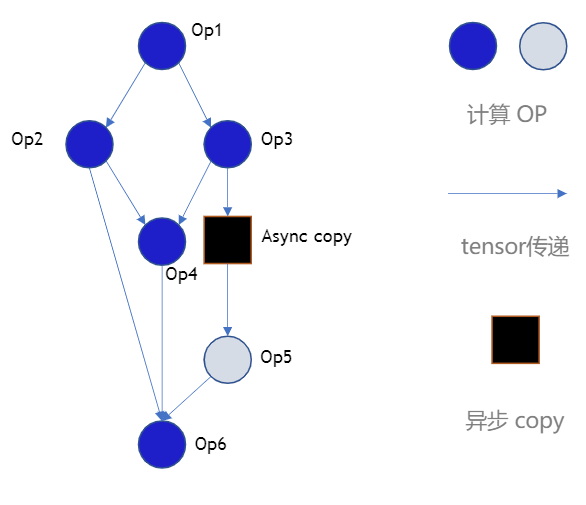 Op1
Op2
Op3
计算 OP
Async copy
tensor传递
Op4
Op5
异步 copy
Op6